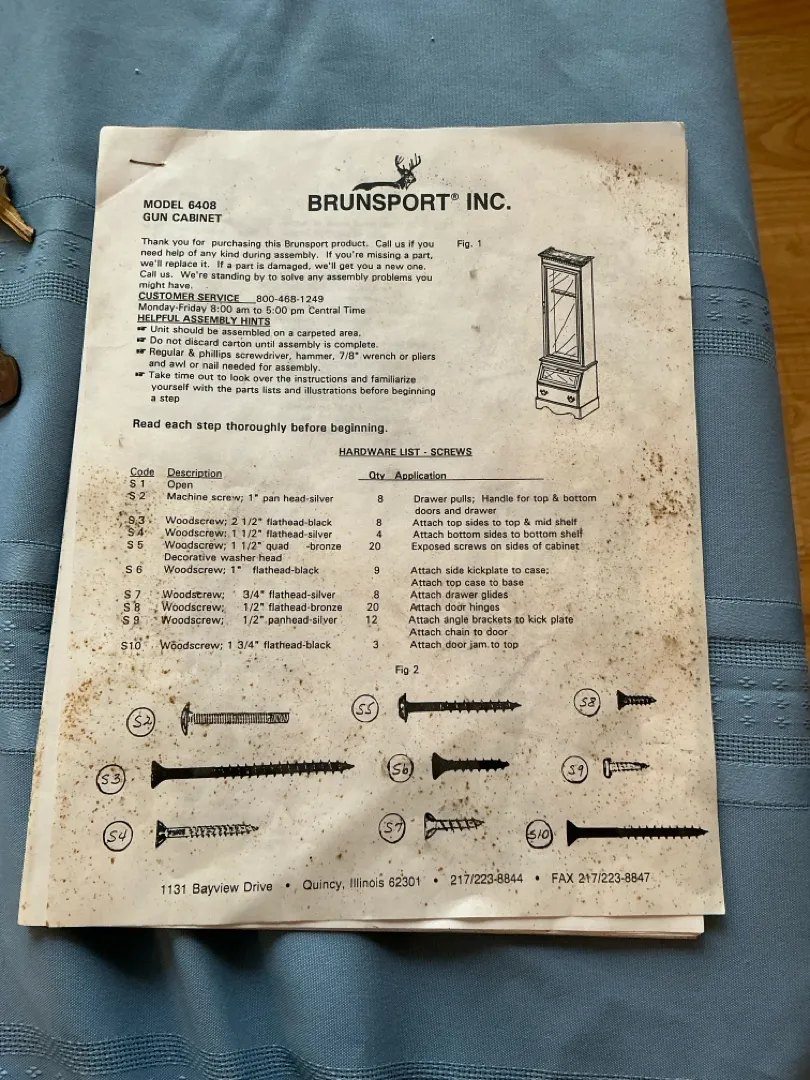 BRUNSPORT® INC.
MODEL 6408
GUN CABINET
Thank you for purchasing this Brunsport product. Call us if you
need help of any kind during assembly. If you're missing a part,
we'll replace it. If a part is damaged, we'll get you a new one.
Call us. We're standing by to solve any assembly problems you
might have.
CUSTOMER SERVICE 800-468-1249
Monday-Friday 8:00 am to 5:00 pm Central Time
HELPFUL ASSEMBLY HINTS
☞ Unit should be assembled on a carpeted area.
☞ Do not discard carton until assembly is complete.
☞ Regular & phillips screwdriver, hammer, 7/8" wrench or pliers
and awl or nail needed for assembly.
☞ Take time out to look over the instructions and familiarize
yourself with the parts lists and illustrations before beginning
a step
Fig. 1
Read each step thoroughly before beginning.
HARDWARE LIST - SCREWS
Code Description Qty Application
S 1 Open
S 2 Machine screw; 1" pan head-silver 8 Drawer pulls; Handle for top & bottom
doors and drawer
S 3 Woodscrew; 2 1/2" flathead-black 8 Attach top sides to top & mid shelf
S 4 Woodscrew; 1 1/2" flathead-silver 4 Attach bottom sides to bottom shelf
S 5 Woodscrew; 1 1/2" quad -bronze 20 Exposed screws on sides of cabinet
Decorative washer head
S 6 Woodscrew; 1" flathead-black 9 Attach side kickplate to case;
Attach top case to base
S 7 Woodscrew; 3/4" flathead-silver 8 Attach drawer glides
S 8 Woodscrew; 1/2" flathead-bronze 20 Attach door hinges
S 9 Woodscrew; 1/2" panhead-silver 12 Attach angle brackets to kick plate
Attach chain to door
S10 Woodscrew; 1 3/4" flathead-black 3 Attach door jam to top
Fig 2
S2 S5 S8
S3 S6 S9
S4 S7 S10
1131 Bayview Drive • Quincy, Illinois 62301 • 217/223-8844 • FAX 217/223-8847